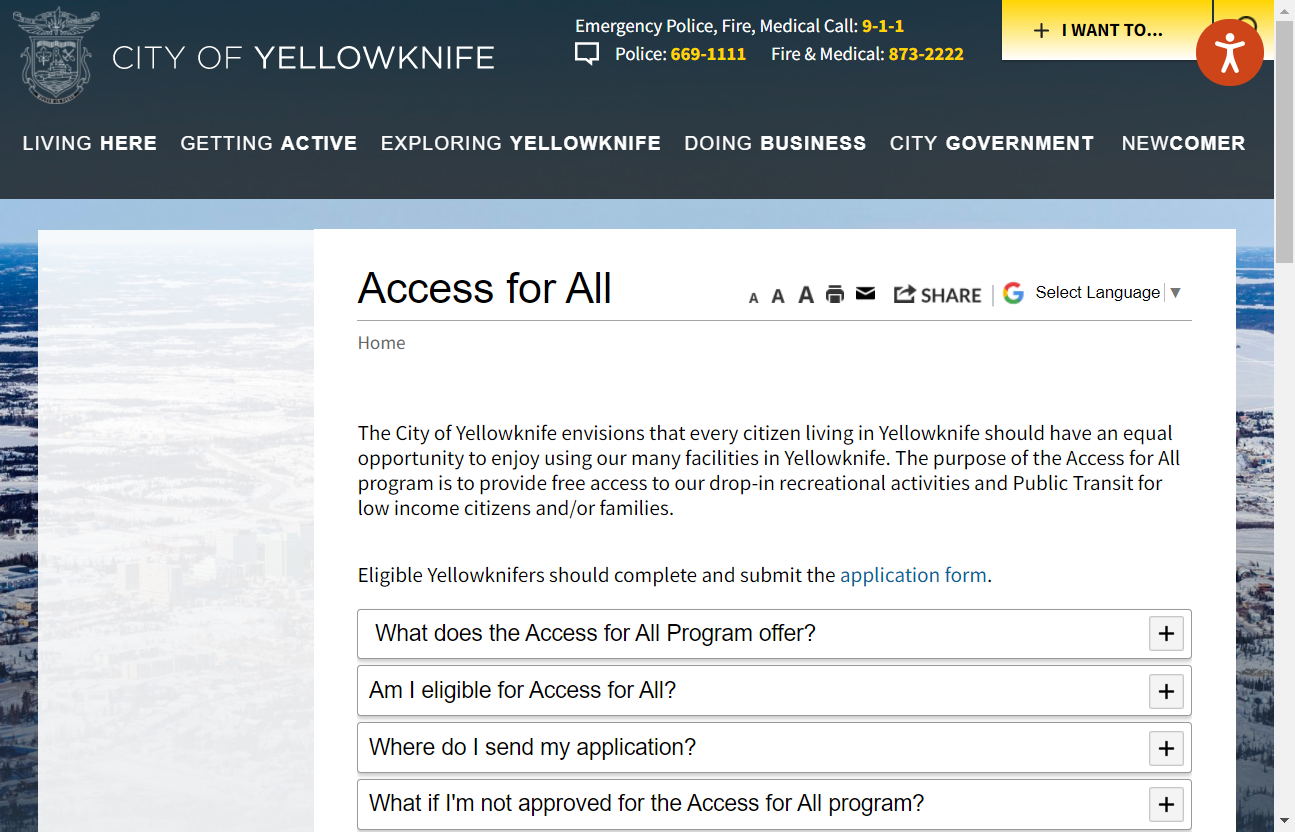 CITY OF YELLOWKNIFE
Emergency Police, Fire, Medical Call: 9-1-1
Police: 669-1111 Fire & Medical: 873-2222
+ I WANT TO...
LIVING HERE GETTING ACTIVE EXPLORING YELLOWKNIFE DOING BUSINESS CITY GOVERNMENT NEWCOMER
Access for All
A A A SHARE Select Language ▼
Home
The City of Yellowknife envisions that every citizen living in Yellowknife should have an equal
opportunity to enjoy using our many facilities in Yellowknife. The purpose of the Access for All
program is to provide free access to our drop-in recreational activities and Public Transit for
low income citizens and/or families.
Eligible Yellowknifers should complete and submit the application form.
What does the Access for All Program offer? +
Am I eligible for Access for All? +
Where do I send my application? +
What if I'm not approved for the Access for All program? +